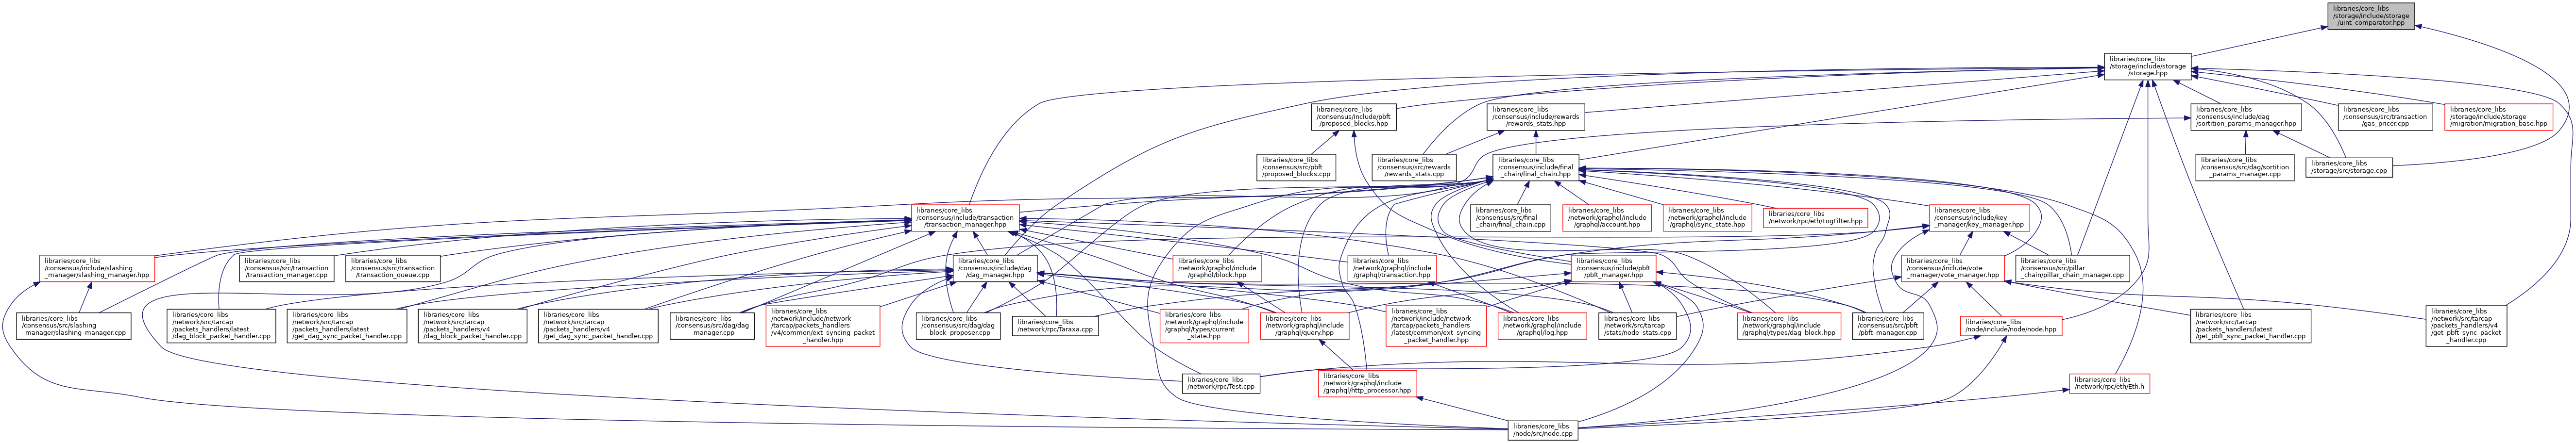 libraries/core_libs
/storage/include/storage
/uint_comparator.hpp
libraries/core_libs
/storage/include/storage
/storage.hpp
libraries/core_libs
/consensus/include/pbft
/proposed_blocks.hpp
libraries/core_libs
/consensus/include/rewards
/rewards_stats.hpp
libraries/core_libs
/consensus/include/dag
/sortition_params_manager.hpp
libraries/core_libs
/consensus/src/transaction
/gas_pricer.cpp
libraries/core_libs
/storage/include/storage
/migration/migration_base.hpp
libraries/core_libs
/consensus/src/pbft
/proposed_blocks.cpp
libraries/core_libs
/consensus/src/rewards
/rewards_stats.cpp
libraries/core_libs
/consensus/include/final
_chain/final_chain.hpp
libraries/core_libs
/consensus/src/dag/sortition
_params_manager.cpp
libraries/core_libs
/storage/src/storage.cpp
libraries/core_libs
/consensus/include/transaction
/transaction_manager.hpp
libraries/core_libs
/consensus/src/final
_chain/final_chain.cpp
libraries/core_libs
/network/graphql/include
/graphql/account.hpp
libraries/core_libs
/network/graphql/include
/graphql/sync_state.hpp
libraries/core_libs
/network/rpc/eth/LogFilter.hpp
libraries/core_libs
/consensus/include/key
_manager/key_manager.hpp
libraries/core_libs
/consensus/include/slashing
_manager/slashing_manager.hpp
libraries/core_libs
/consensus/src/transaction
/transaction_manager.cpp
libraries/core_libs
/consensus/src/transaction
/transaction_queue.cpp
libraries/core_libs
/consensus/include/dag
/dag_manager.hpp
libraries/core_libs
/network/graphql/include
/graphql/block.hpp
libraries/core_libs
/network/graphql/include
/graphql/transaction.hpp
libraries/core_libs
/consensus/include/pbft
/pbft_manager.hpp
libraries/core_libs
/consensus/include/vote
_manager/vote_manager.hpp
libraries/core_libs
/consensus/src/pillar
_chain/pillar_chain_manager.cpp
libraries/core_libs
/consensus/src/slashing
_manager/slashing_manager.cpp
libraries/core_libs
/network/src/tarcap
/packets_handlers/latest
/dag_block_packet_handler.cpp
libraries/core_libs
/network/src/tarcap
/packets_handlers/latest
/get_dag_sync_packet_handler.cpp
libraries/core_libs
/network/src/tarcap
/packets_handlers/v4
/dag_block_packet_handler.cpp
libraries/core_libs
/network/src/tarcap
/packets_handlers/v4
/get_dag_sync_packet_handler.cpp
libraries/core_libs
/consensus/src/dag/dag
_manager.cpp
libraries/core_libs
/network/include/network
/tarcap/packets_handlers
/v4/common/ext_syncing_packet
_handler.hpp
libraries/core_libs
/consensus/src/dag/dag
_block_proposer.cpp
libraries/core_libs
/network/rpc/Taraxa.cpp
libraries/core_libs
/network/graphql/include
/graphql/types/current
_state.hpp
libraries/core_libs
/network/graphql/include
/graphql/query.hpp
libraries/core_libs
/network/include/network
/tarcap/packets_handlers
/latest/common/ext_syncing
_packet_handler.hpp
libraries/core_libs
/network/graphql/include
/graphql/log.hpp
libraries/core_libs
/network/src/tarcap
/stats/node_stats.cpp
libraries/core_libs
/network/graphql/include
/graphql/types/dag_block.hpp
libraries/core_libs
/consensus/src/pbft
/pbft_manager.cpp
libraries/core_libs
/node/include/node/node.hpp
libraries/core_libs
/network/src/tarcap
/packets_handlers/latest
/get_pbft_sync_packet_handler.cpp
libraries/core_libs
/network/src/tarcap
/packets_handlers/v4
/get_pbft_sync_packet
_handler.cpp
libraries/core_libs
/network/rpc/Test.cpp
libraries/core_libs
/network/graphql/include
/graphql/http_processor.hpp
libraries/core_libs
/network/rpc/eth/Eth.h
libraries/core_libs
/node/src/node.cpp